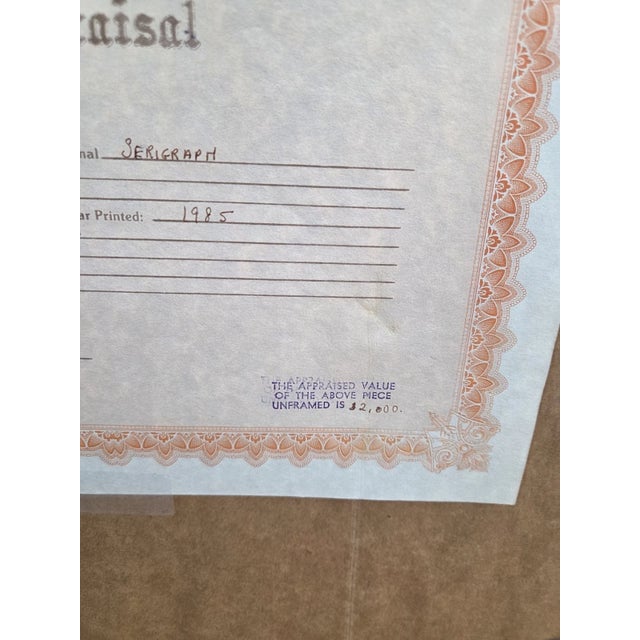 raisal
nal SERIGRAPH
ar Printed: 1985
THE APPRAISED VALUE
OF THE ABOVE PIECE
UNFRAMED IS $2,000.